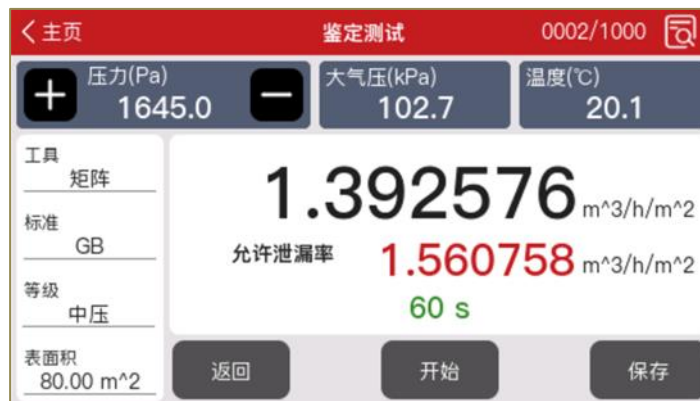 主页
鉴定测试
0002/1000
压力(Pa)
1645.0
大气压(kPa)
102.7
温度(℃)
20.1
工具
矩阵
标准
GB
等级
中压
表面积
80.00 m^2
1.392576 m^3/h/m^2
允许泄漏率 1.560758 m^3/h/m^2
60 s
返回
开始
保存